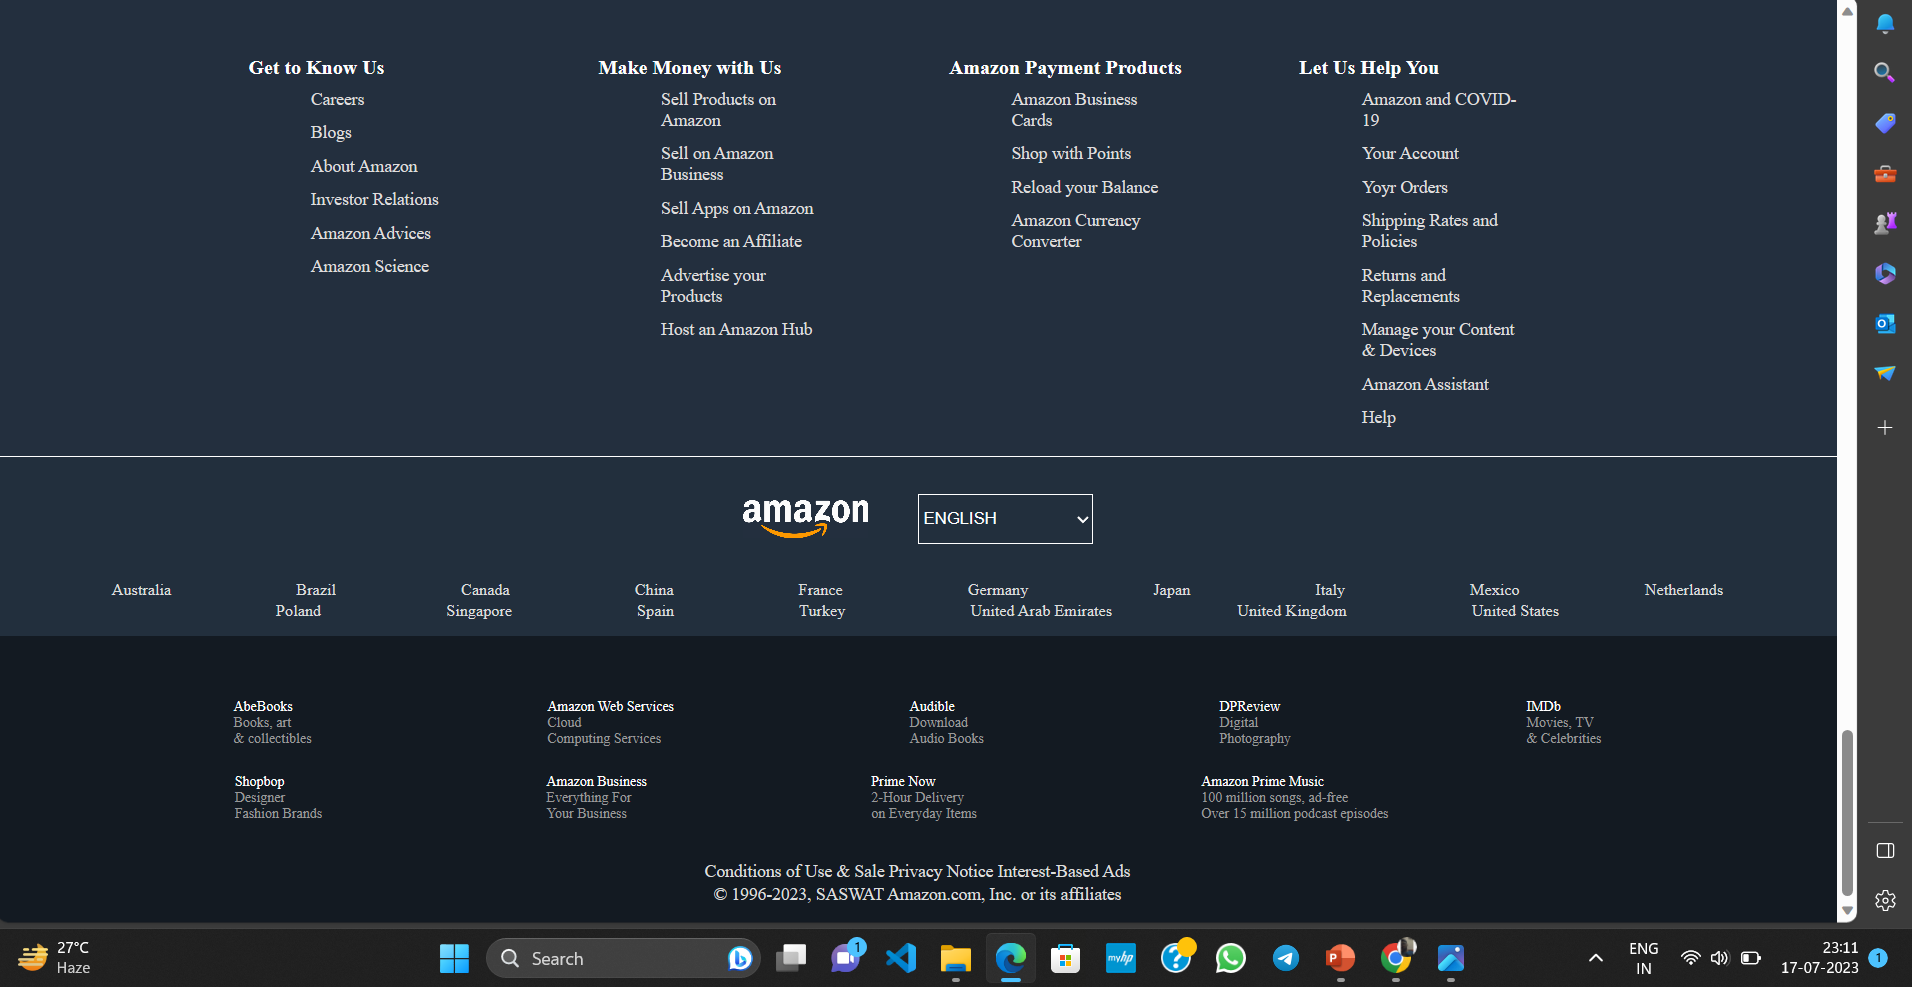 Get to Know Us
Careers
Blogs
About Amazon
Investor Relations
Amazon Advices
Amazon Science
Make Money with Us
Sell Products on
Amazon
Sell on Amazon
Business
Sell Apps on Amazon
Become an Affiliate
Advertise your
Products
Host an Amazon Hub
Amazon Payment Products
Amazon Business
Cards
Shop with Points
Reload your Balance
Amazon Currency
Converter
Let Us Help You
Amazon and COVID-
19
Your Account
Yoyr Orders
Shipping Rates and
Policies
Returns and
Replacements
Manage your Content
& Devices
Amazon Assistant
Help
amazon
ENGLISH
Australia Brazil Canada China France Germany Japan Italy Mexico Netherlands
Poland Singapore Spain Turkey United Arab Emirates United Kingdom United States
AbeBooks
Books, art
& collectibles
Amazon Web Services
Cloud
Computing Services
Audible
Download
Audio Books
DPReview
Digital
Photography
IMDb
Movies, TV
& Celebrities
Shopbop
Designer
Fashion Brands
Amazon Business
Everything For
Your Business
Prime Now
2-Hour Delivery
on Everyday Items
Amazon Prime Music
100 million songs, ad-free
Over 15 million podcast episodes
Conditions of Use & Sale Privacy Notice Interest-Based Ads
© 1996-2023, SASWAT Amazon.com, Inc. or its affiliates
27°C
Haze
Search
1
myhp
ENG
IN
23:11
17-07-2023
1